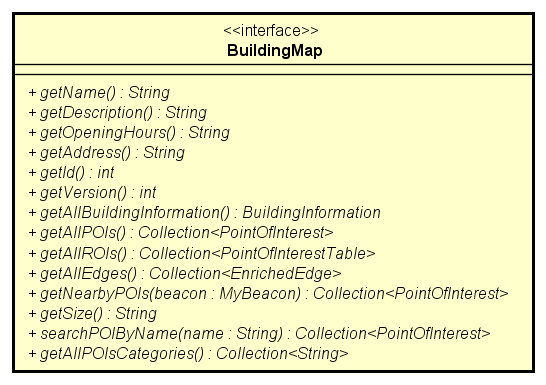 <<interface>>
BuildingMap
+ getName() : String
+ getDescription() : String
+ getOpeningHours() : String
+ getAddress() : String
+ getId() : int
+ getVersion() : int
+ getAllBuildingInformation() : BuildingInformation
+ getAllPOIs() : Collection<PointOfInterest>
+ getAllROIs() : Collection<PointOfInterestTable>
+ getAllEdges() : Collection<EnrichedEdge>
+ getNearbyPOIs(beacon : MyBeacon) : Collection<PointOfInterest>
+ getSize() : String
+ searchPOIByName(name : String) : Collection<PointOfInterest>
+ getAllPOIsCategories() : Collection<String>